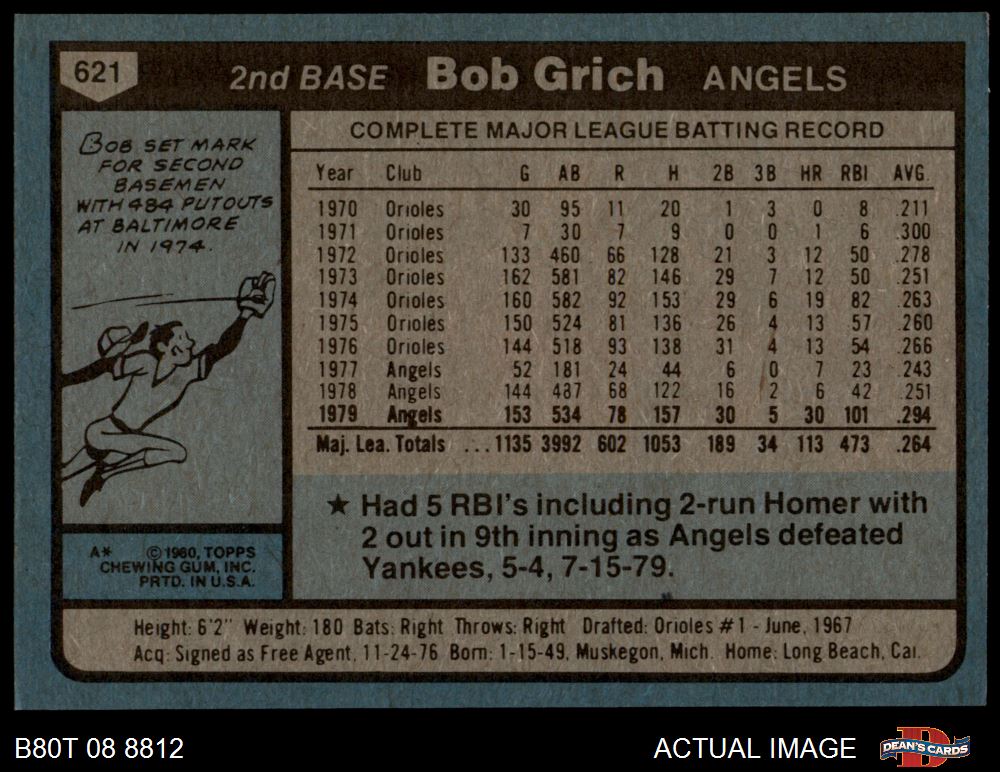 621
2nd BASE Bob Grich ANGELS
BOB SET MARK
FOR SECOND
BASEMEN
WITH 484 PUTOUTS
AT BALTIMORE
IN 1974.
COMPLETE MAJOR LEAGUE BATTING RECORD
Year Club G AB R H 2B 3B HR RBI AVG.
1970 Orioles 30 95 11 20 1 3 0 8 .211
1971 Orioles 7 30 7 9 0 0 1 6 .300
1972 Orioles 133 460 66 128 21 3 12 50 .278
1973 Orioles 162 581 82 146 29 7 12 50 .251
1974 Orioles 160 582 92 153 29 6 19 82 .263
1975 Orioles 150 524 81 136 26 4 13 57 .260
1976 Orioles 144 518 93 138 31 4 13 54 .266
1977 Angels 52 181 24 44 6 0 7 23 .243
1978 Angels 144 487 68 122 16 2 6 42 .251
1979 Angels 153 534 78 157 30 5 30 101 .294
Maj. Lea. Totals ...1135 3992 602 1053 189 34 113 473 .264
★ Had 5 RBI's including 2-run Homer with
2 out in 9th inning as Angels defeated
Yankees, 5-4, 7-15-79.
A* © 1980, TOPPS
CHEWING GUM, INC.
PRTD. IN U.S.A.
Height: 6'2" Weight: 180 Bats: Right Throws: Right Drafted: Orioles #1 - June, 1967
Acq: Signed as Free Agent, 11-24-76 Born: 1-15-49, Muskegon, Mich. Home: Long Beach, Cal.
B80T 08 8812
ACTUAL IMAGE
DEAN'S CARDS